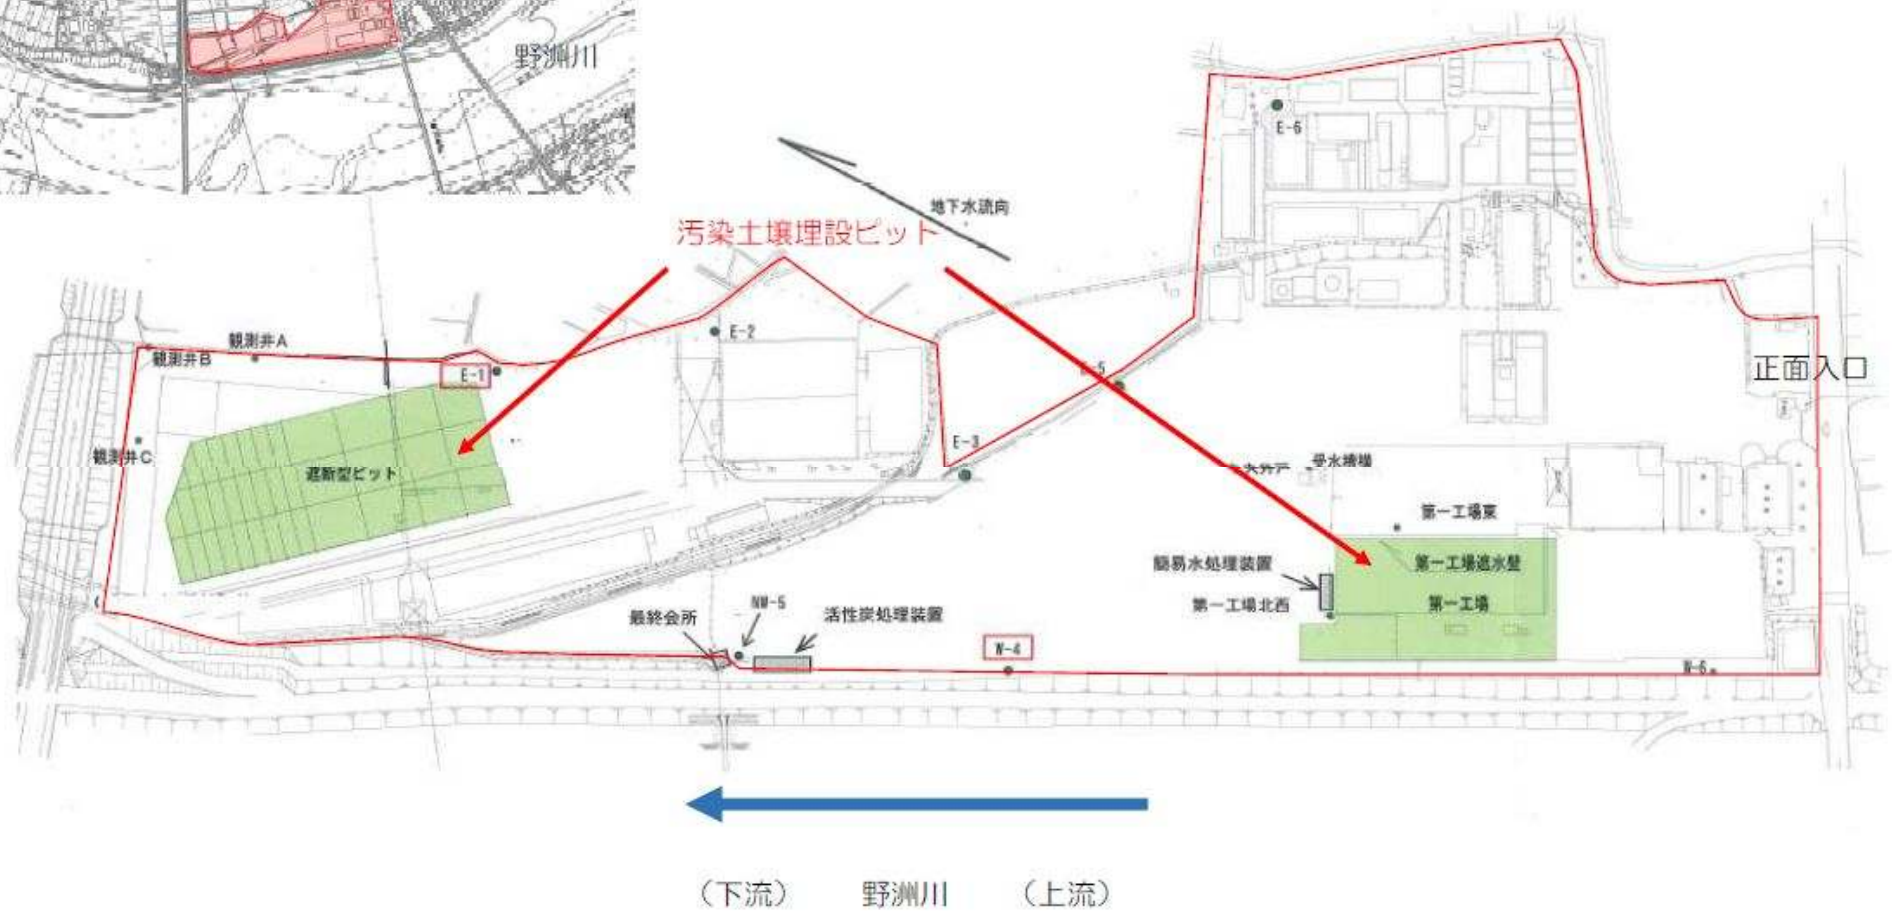 野洲川
E-6
地下水流向
汚染土壌埋設ピット
E-2
観測井A
観測井B
E-1
正面入口
E-3
観測井C
遮断型ピット
受水槽横
第一工場東
簡易水処理装置
第一工場遮水壁
第一工場北西
第一工場
NW-5
最終会所
活性炭処理装置
W-4
W-6
（下流） 野洲川 （上流）